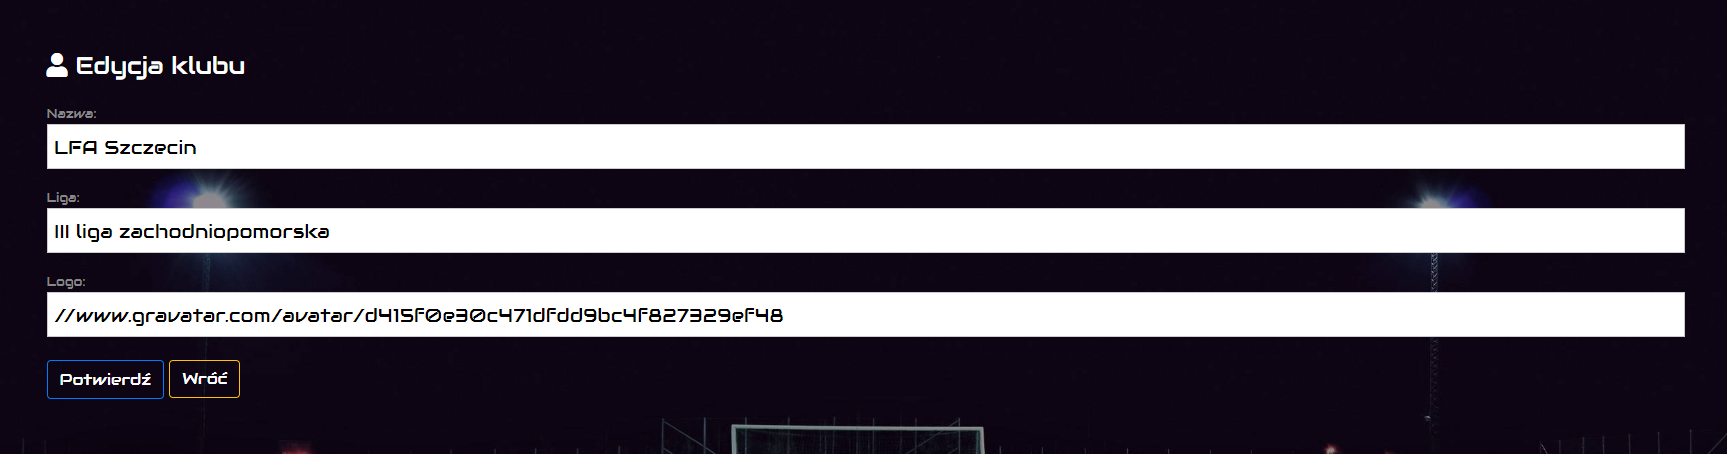 Edycja klubu
Nazwa:
LFA Szczecin
Liga:
III liga zachodniopomorska
Logo:
//www.gravatar.com/avatar/d415f0e30c471dfdd9bc4f827329ef48
Potwierdź Wróć